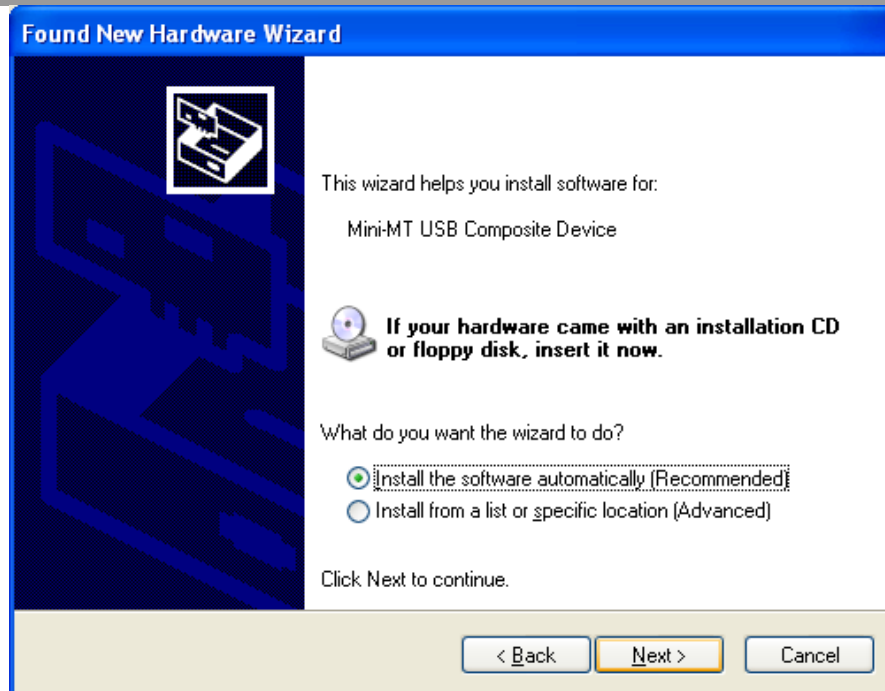 Found New Hardware Wizard
This wizard helps you install software for:
Mini-MT USB Composite Device
If your hardware came with an installation CD
or floppy disk, insert it now.
What do you want the wizard to do?
Install the software automatically (Recommended)
Install from a list or specific location (Advanced)
Click Next to continue.
< Back Next > Cancel